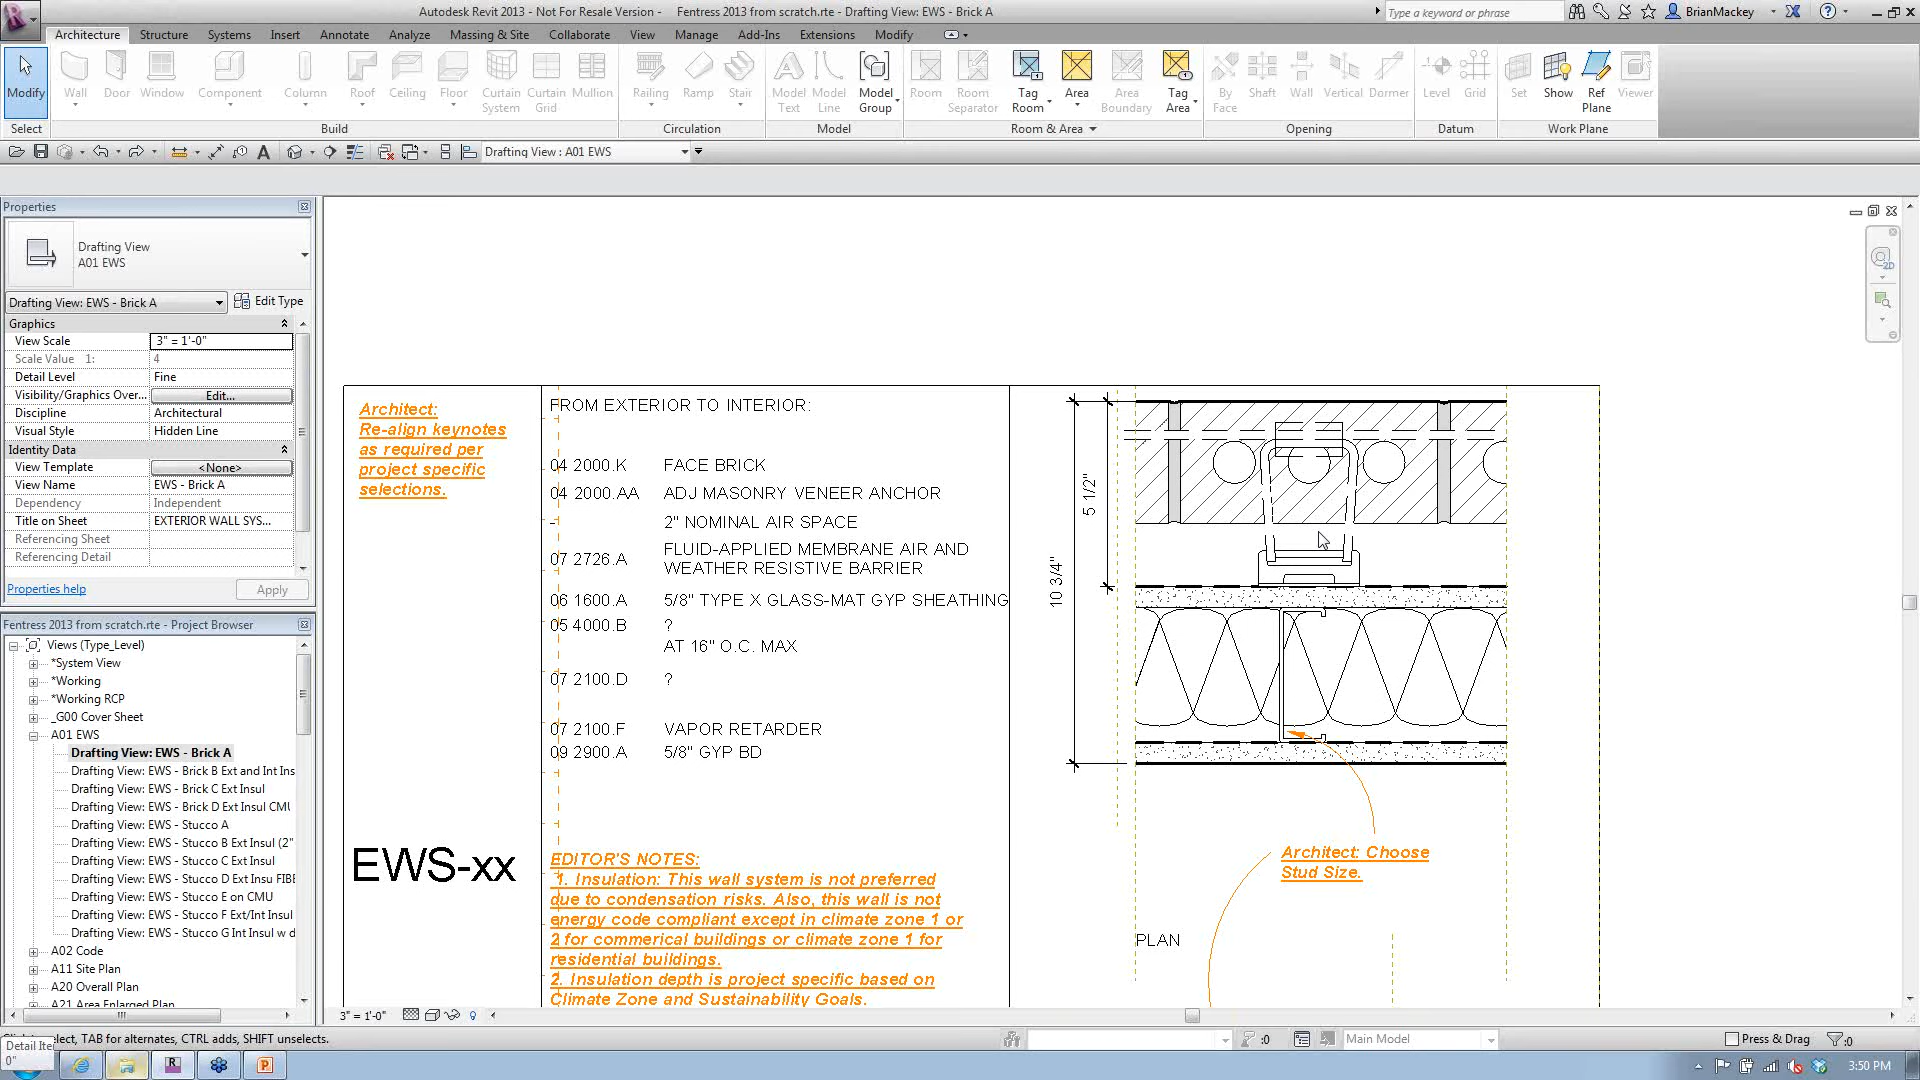 Autodesk Revit 2013 - Not For Resale Version - Fentress 2013 from scratch.rte - Drafting View: EWS - Brick A
Type a keyword or phrase
BrianMackey
Architecture Structure Systems Insert Annotate Analyze Massing & Site Collaborate View Manage Add-Ins Extensions Modify
Modify Wall Door Window Component Column Roof Ceiling Floor Curtain System Curtain Grid Mullion Railing Ramp Stair Model Text Model Line Model Group Room Room Separator Tag Room Area Area Boundary Tag Area By Face Shaft Wall Vertical Dormer Level Grid Set Show Ref Plane Viewer
Select Build Circulation Model Room & Area Opening Datum Work Plane
Drafting View : A01 EWS
Properties
Drafting View
A01 EWS
Drafting View: EWS - Brick A Edit Type
Graphics
View Scale 3" = 1'-0"
Scale Value 1: 4
Detail Level Fine
Visibility/Graphics Over... Edit...
Discipline Architectural
Visual Style Hidden Line
Identity Data
View Template <None>
View Name EWS - Brick A
Dependency Independent
Title on Sheet EXTERIOR WALL SYS...
Referencing Sheet
Referencing Detail
Properties help Apply
Fentress 2013 from scratch.rte - Project Browser
Views (Type_Level)
*System View
*Working
*Working RCP
_G00 Cover Sheet
A01 EWS
Drafting View: EWS - Brick A
Drafting View: EWS - Brick B Ext and Int Ins
Drafting View: EWS - Brick C Ext Insul
Drafting View: EWS - Brick D Ext Insul CMU
Drafting View: EWS - Stucco A
Drafting View: EWS - Stucco B Ext Insul (2"
Drafting View: EWS - Stucco C Ext Insul
Drafting View: EWS - Stucco D Ext Insu FIBE
Drafting View: EWS - Stucco E on CMU
Drafting View: EWS - Stucco F Ext/Int Insul
Drafting View: EWS - Stucco G Int Insul w d
A02 Code
A11 Site Plan
A20 Overall Plan
A21 Area Enlarged Plan
Architect:
Re-align keynotes
as required per
project specific
selections.
EWS-xx
FROM EXTERIOR TO INTERIOR:
04 2000.K FACE BRICK
04 2000.AA ADJ MASONRY VENEER ANCHOR
- 2" NOMINAL AIR SPACE
07 2726.A FLUID-APPLIED MEMBRANE AIR AND
WEATHER RESISTIVE BARRIER
06 1600.A 5/8" TYPE X GLASS-MAT GYP SHEATHING
05 4000.B ?
AT 16" O.C. MAX
07 2100.D ?
07 2100.F VAPOR RETARDER
09 2900.A 5/8" GYP BD
EDITOR'S NOTES:
1. Insulation: This wall system is not preferred
due to condensation risks. Also, this wall is not
energy code compliant except in climate zone 1 or
2 for commerical buildings or climate zone 1 for
residential buildings.
2. Insulation depth is project specific based on
Climate Zone and Sustainability Goals.
5 1/2"
10 3/4"
Architect: Choose
Stud Size.
PLAN
3" = 1'-0"
elect, TAB for alternates, CTRL adds, SHIFT unselects.
:0 Main Model Press & Drag :0
Detail Ite
0"
3:50 PM